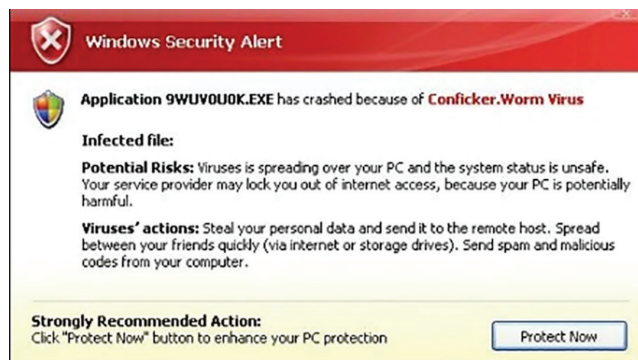 Windows Security Alert
Application 9WUV0U0K.EXE has crashed because of Conficker.Worm Virus
Infected file:
Potential Risks: Viruses is spreading over your PC and the system status is unsafe.
Your service provider may lock you out of internet access, because your PC is potentially
harmful.
Viruses' actions: Steal your personal data and send it to the remote host. Spread
between your friends quickly (via internet or storage drives). Send spam and malicious
codes from your computer.
Strongly Recommended Action:
Click "Protect Now" button to enhance your PC protection
Protect Now